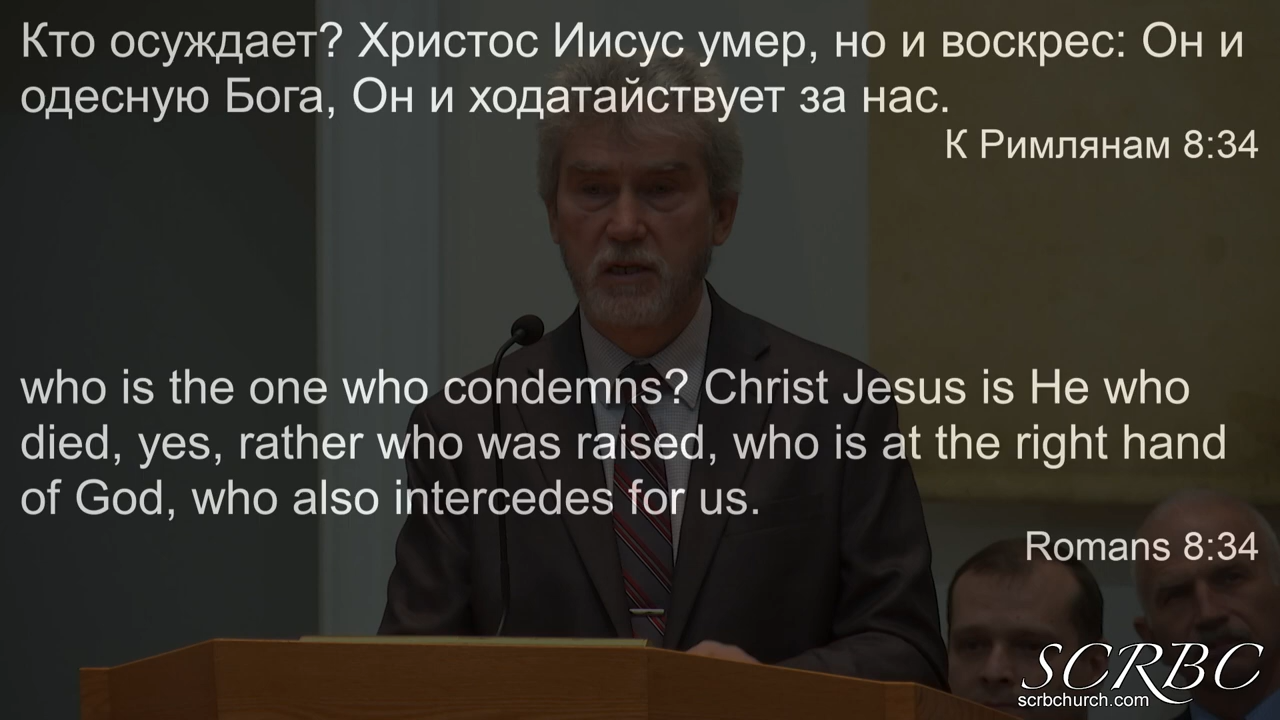 Кто осуждает? Христос Иисус умер, но и воскрес: Он и
одесную Бога, Он и ходатайствует за нас.
К Римлянам 8:34
who is the one who condemns? Christ Jesus is He who
died, yes, rather who was raised, who is at the right hand
of God, who also intercedes for us.
Romans 8:34
SCRBC
scrbchurch.com